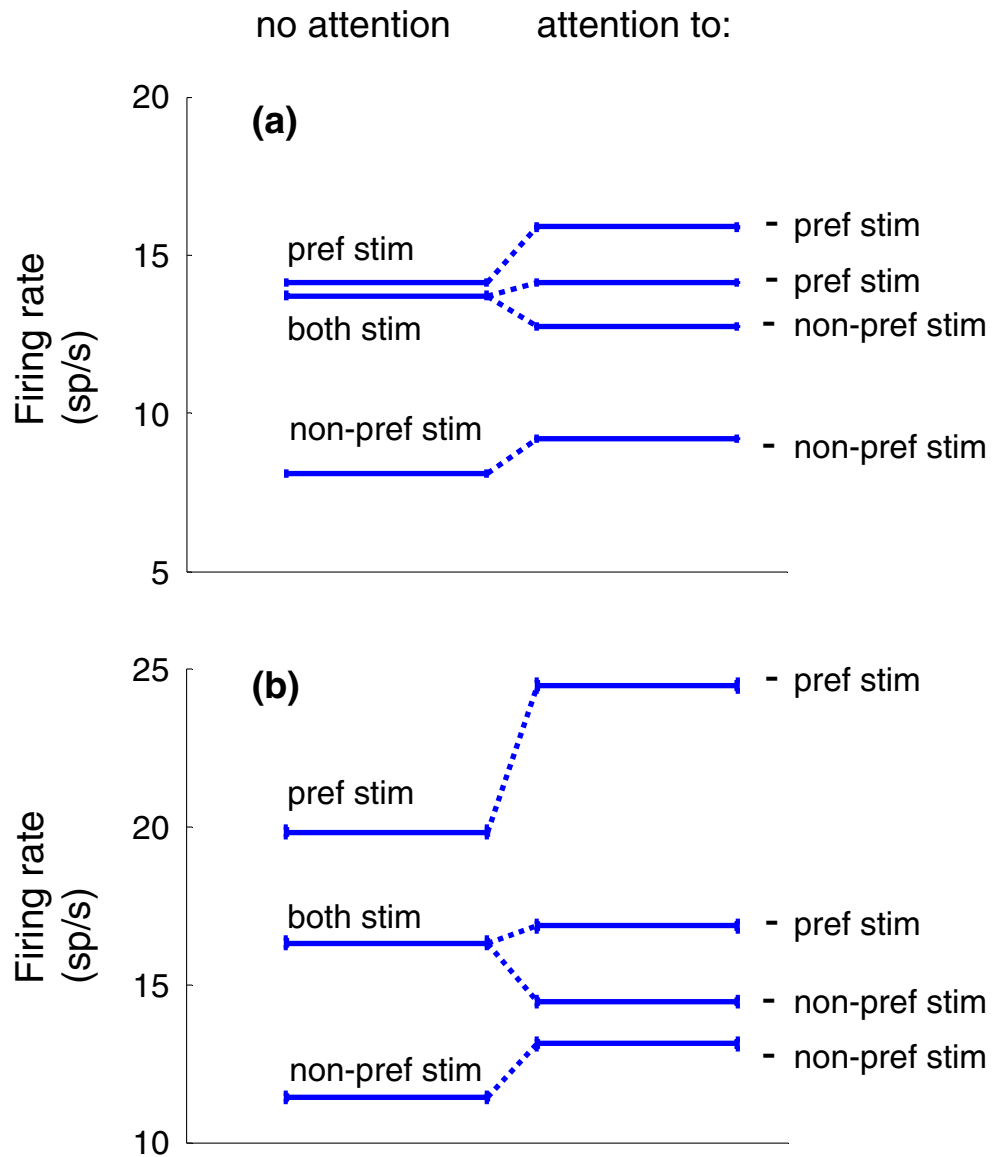 no attention attention to:
20
(a)
pref stim
pref stim
15
- pref stim
both stim
- non-pref stim
Firing rate
(sp/s)
10
non-pref stim
- non-pref stim
5
25
(b)
- pref stim
pref stim
20
both stim
- pref stim
Firing rate
(sp/s)
15
- non-pref stim
non-pref stim
- non-pref stim
10